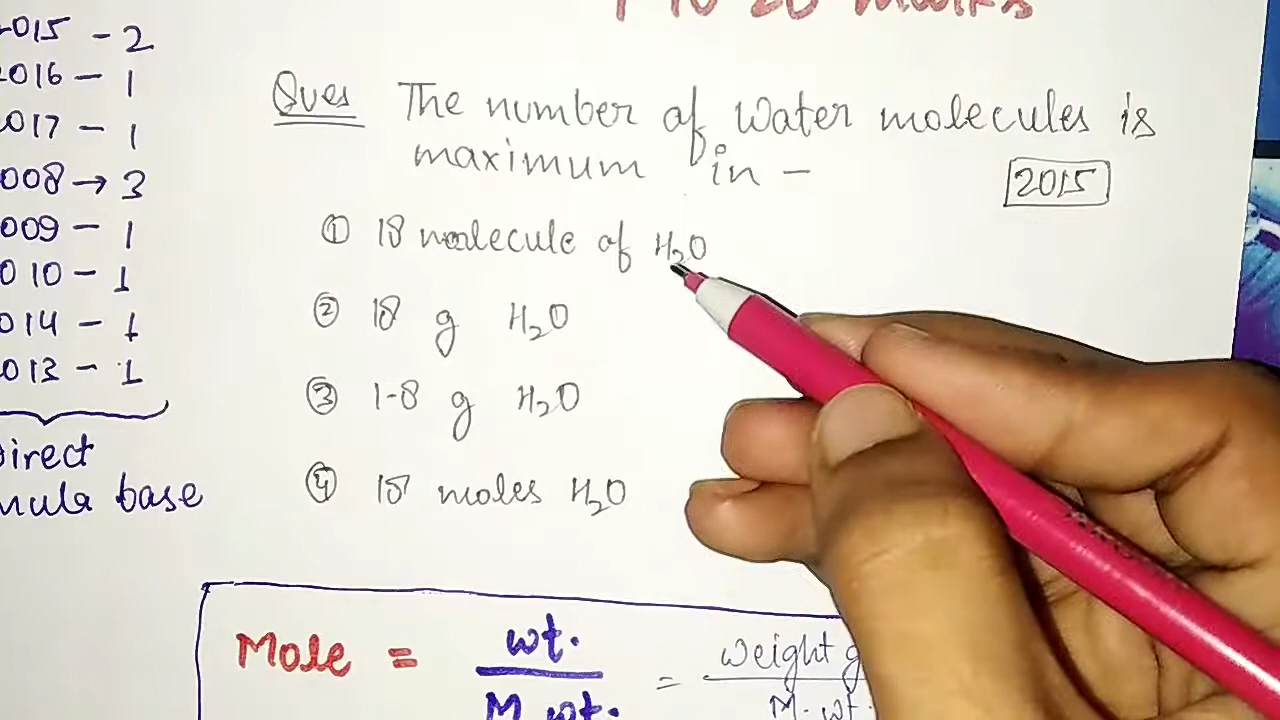 2015 - 2
2016 - 1
2017 - 1
2008 → 3
2009 - 1
2010 - 1
2014 - 1
2013 - 1
Direct
base
Ques The number of Water molecules is
maximum in -
2015
① 18 molecule of H₂O
② 18 g H₂O
③ 1-8 g H₂O
④ 18 moles H₂O
Mole = wt. / M wt. = weight g / M. wt.